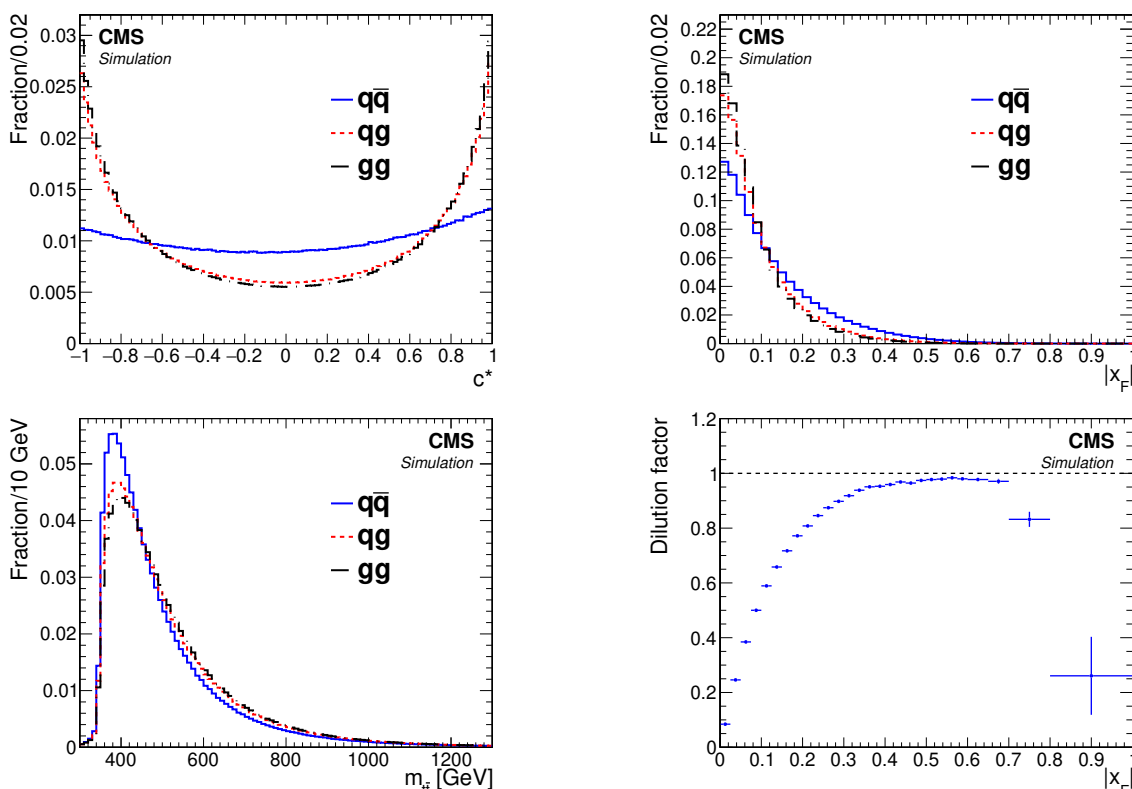 Fraction/0.02
0.03
0.025
0.02
0.015
0.01
0.005
0
CMS
Simulation
qq̅
qg
gg
−1 −0.8 −0.6 −0.4 −0.2 0 0.2 0.4 0.6 0.8 1
c*
Fraction/0.02
0.22
0.2
0.18
0.16
0.14
0.12
0.1
0.08
0.06
0.04
0.02
0
CMS
Simulation
qq̅
qg
gg
0 0.1 0.2 0.3 0.4 0.5 0.6 0.7 0.8 0.9 1
|x_F|
Fraction/10 GeV
0.05
0.04
0.03
0.02
0.01
0
CMS
Simulation
qq̅
qg
gg
400 600 800 1000 1200
m_tt̅ [GeV]
Dilution factor
1.2
1
0.8
0.6
0.4
0.2
0
CMS
Simulation
0 0.1 0.2 0.3 0.4 0.5 0.6 0.7 0.8 0.9 1
|x_F|